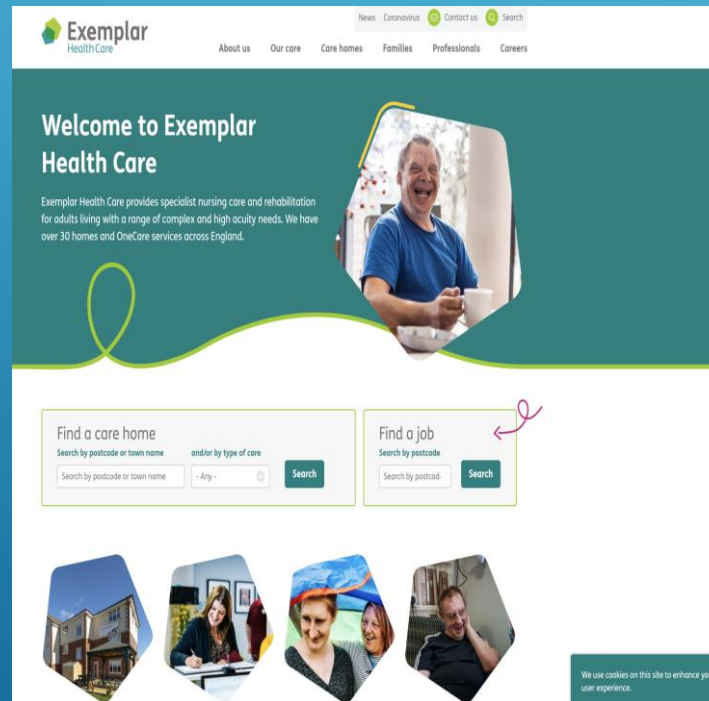 News Coronavirus Contact us Search
Exemplar
Health Care
About us Our care Care homes Families Professionals Careers
Welcome to Exemplar
Health Care
Exemplar Health Care provides specialist nursing care and rehabilitation
for adults living with a range of complex and high acuity needs. We have
over 30 homes and OneCare services across England.
Find a care home
Search by postcode or town name and/or by type of care
Search by postcode or town name - Any - Search
Find a job
Search by postcode
Search by postcod Search
We use cookies on this site to enhance yo
user experience.